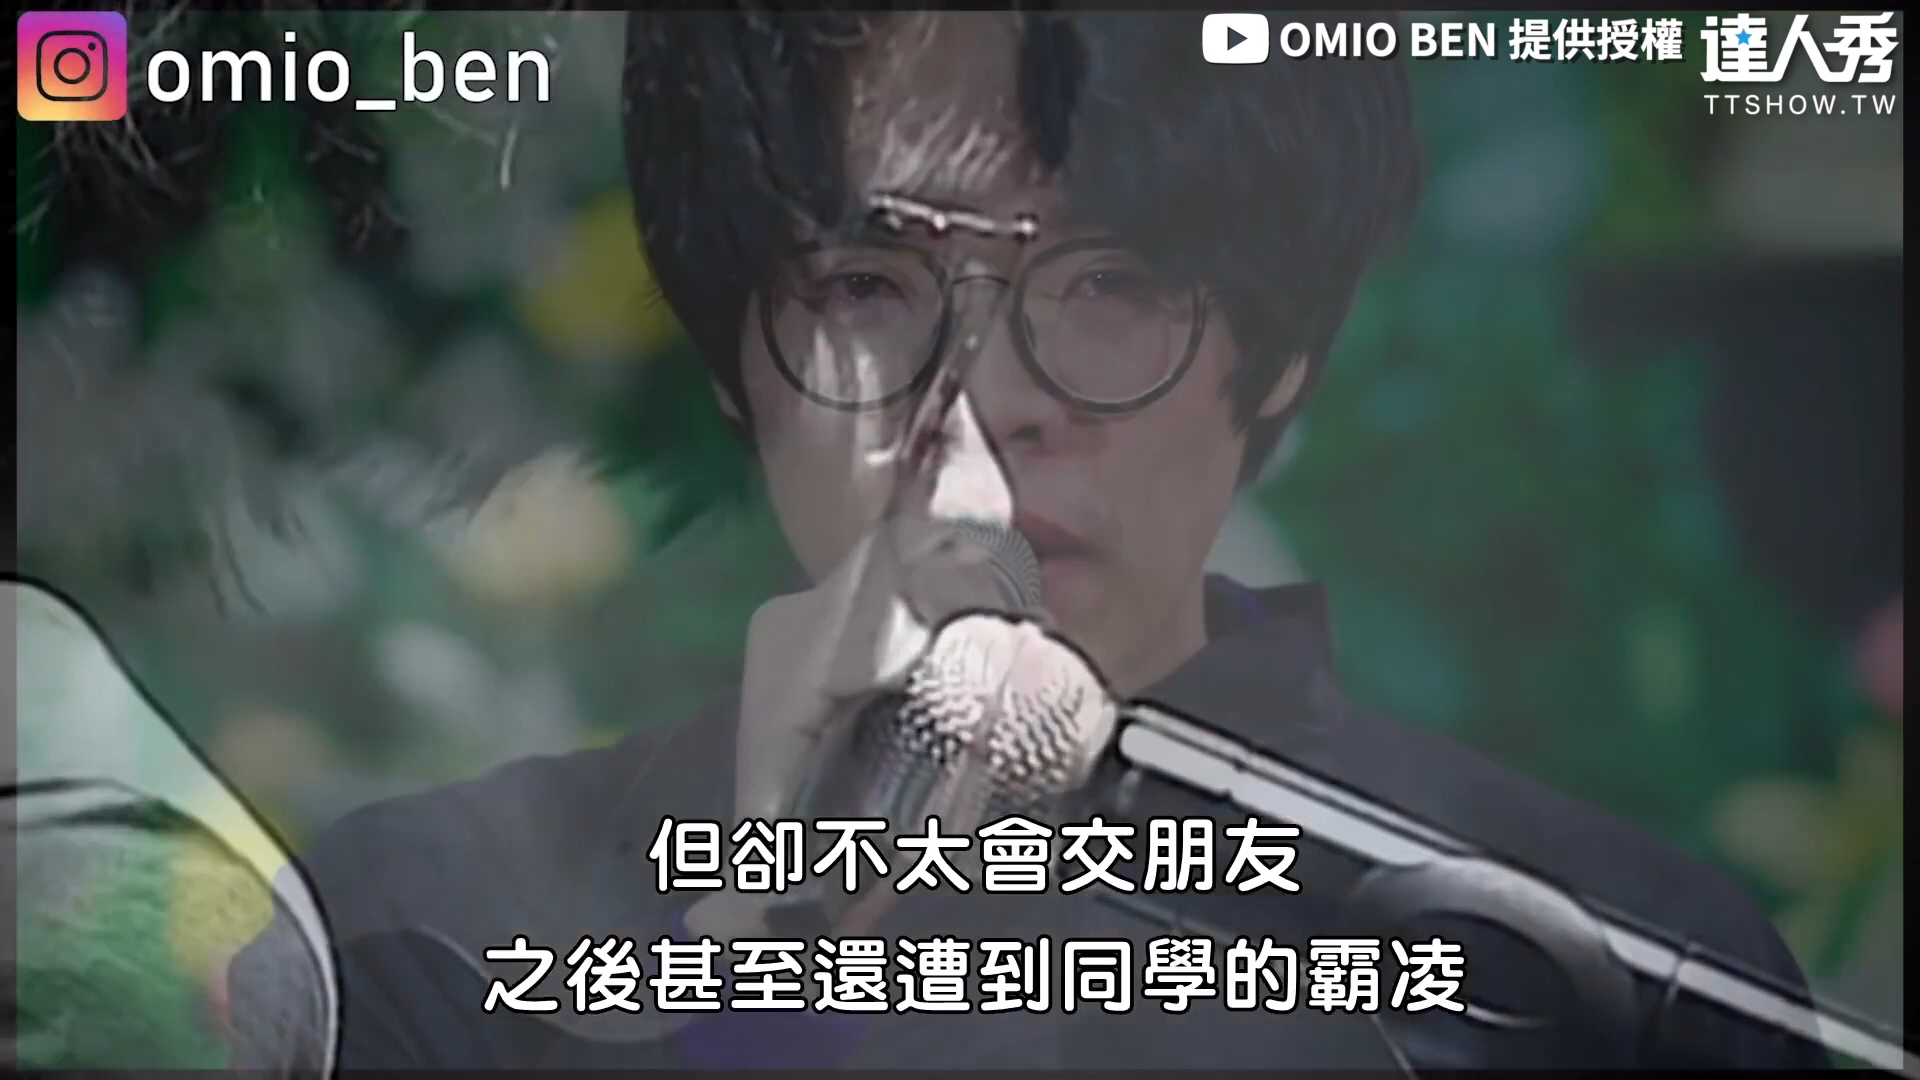 omio_ben
OMIO BEN 提供授權
達人秀
TTSHOW.TW
但卻不太會交朋友
之後甚至還遭到同學的霸凌